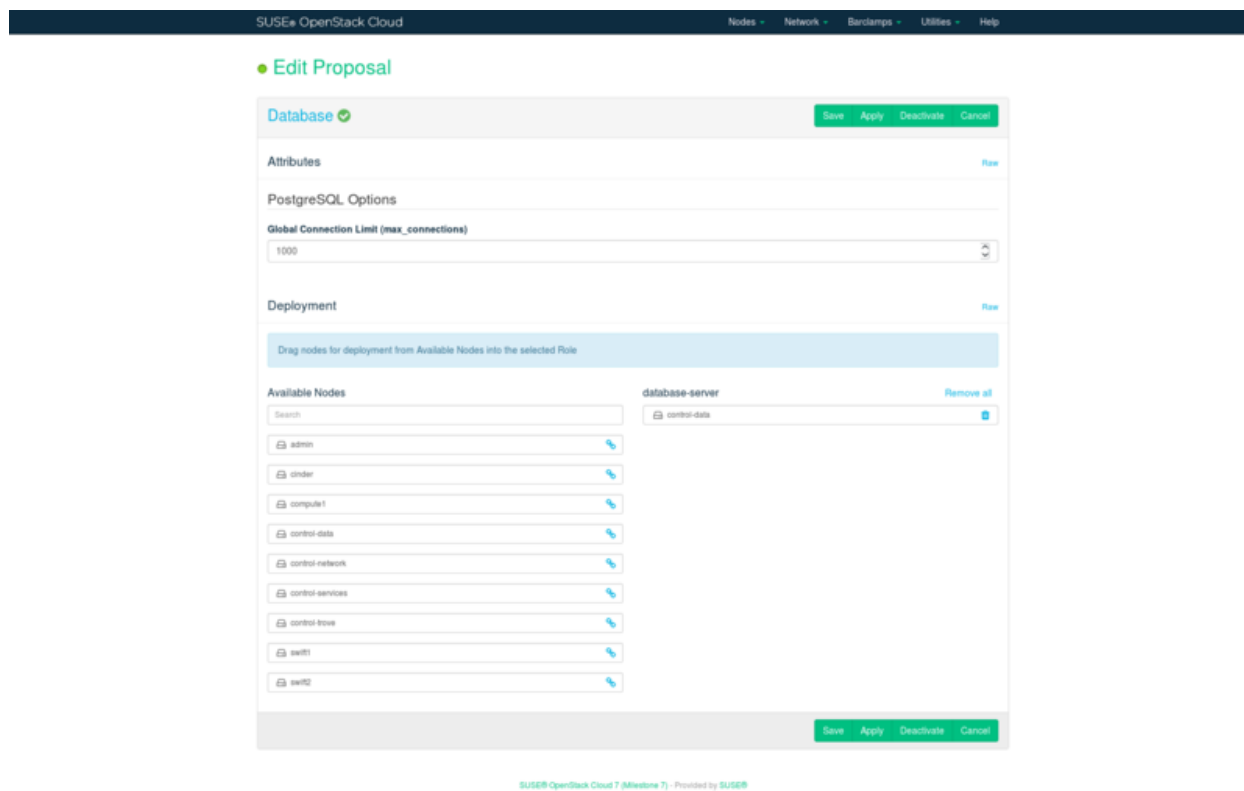 SUSE® OpenStack Cloud
Nodes Network Barclamps Utilities Help
Edit Proposal
Database
Save Apply Deactivate Cancel
Attributes
Raw
PostgreSQL Options
Global Connection Limit (max_connections)
1000
Deployment
Raw
Drag nodes for deployment from Available Nodes into the selected Role
Available Nodes
Search
admin
cinder
compute1
control-data
control-network
control-services
control-trove
swift1
swift2
database-server
Remove all
control-data
Save Apply Deactivate Cancel
SUSE® OpenStack Cloud 7 (Milestone 7) - Provided by SUSE®